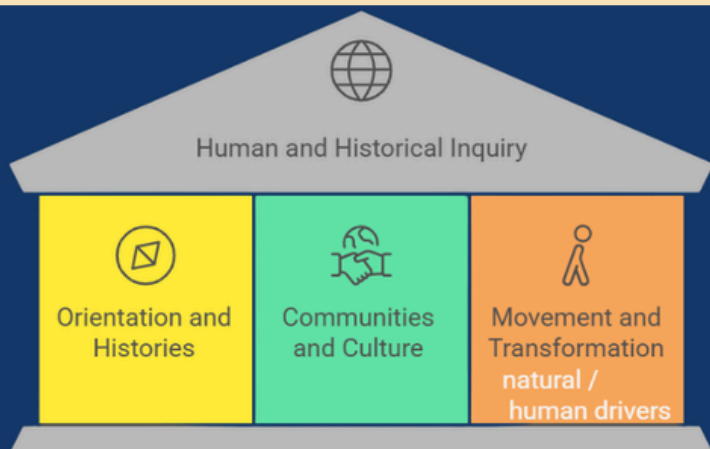 Human and Historical Inquiry
Orientation and
Histories
Communities
and Culture
Movement and
Transformation
natural /
human drivers